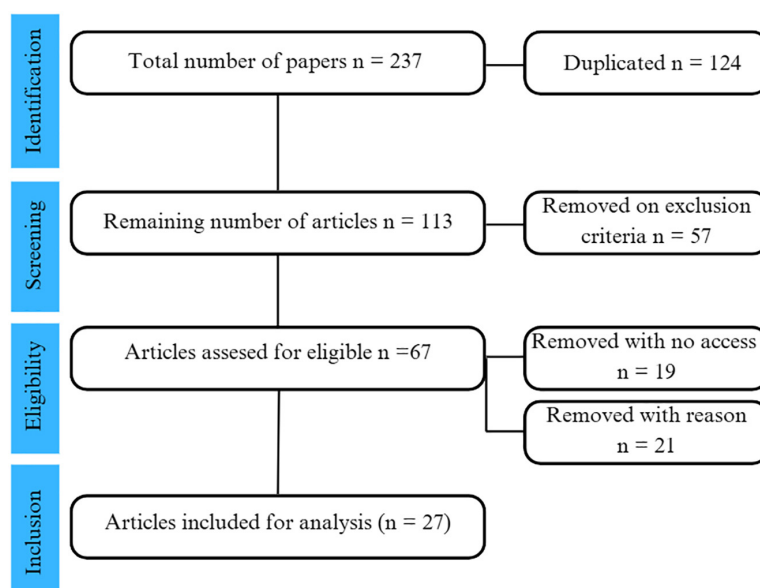 Identification
Total number of papers n = 237
Duplicated n = 124
Screening
Remaining number of articles n = 113
Removed on exclusion
criteria n = 57
Eligibility
Articles assesed for eligible n =67
Removed with no access
n = 19
Removed with reason
n = 21
Inclusion
Articles included for analysis (n = 27)